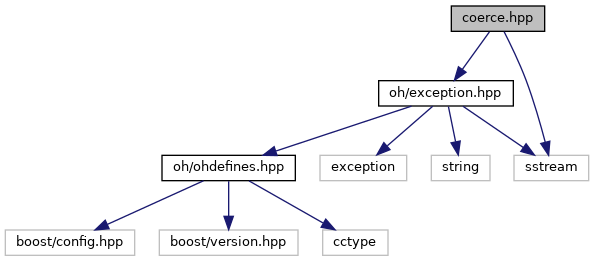 coerce.hpp
oh/exception.hpp
oh/ohdefines.hpp
exception
string
sstream
boost/config.hpp
boost/version.hpp
cctype